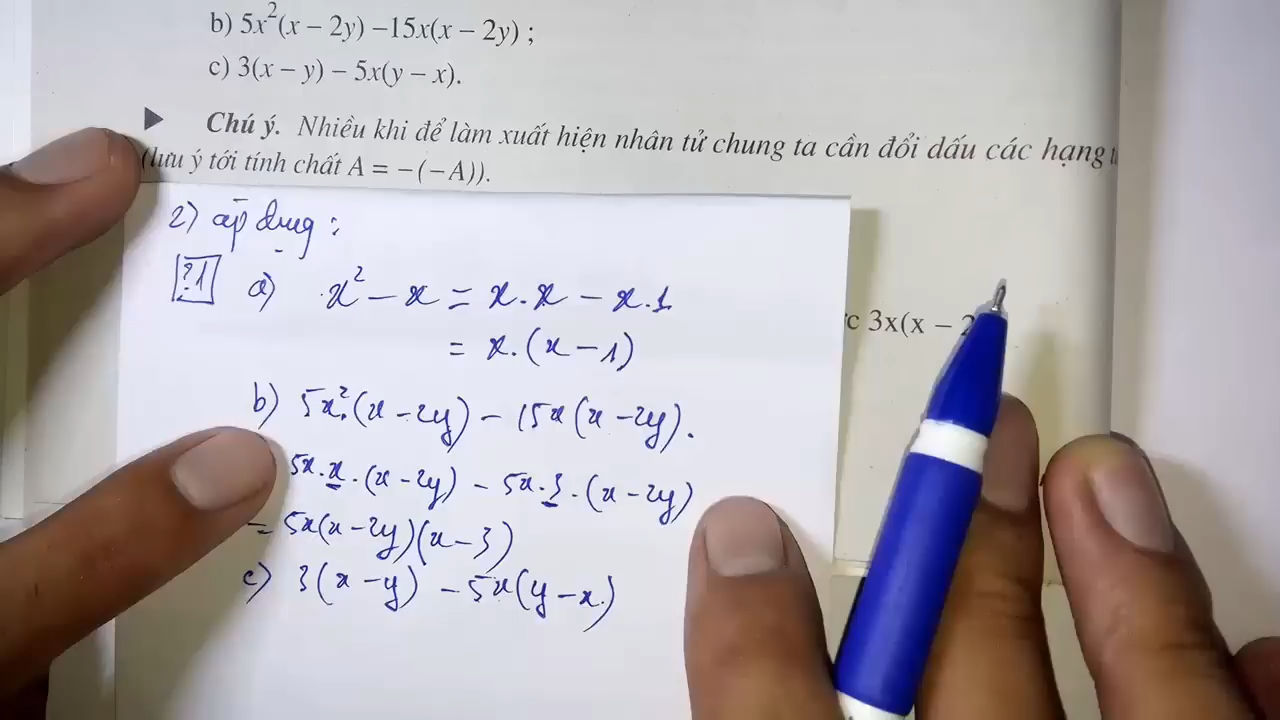 b) 5x²(x – 2y) –15x(x – 2y) ;
c) 3(x – y) – 5x(y – x).
Chú ý. Nhiều khi để làm xuất hiện nhân tử chung ta cần đổi dấu các hạng
(lưu ý tới tính chất A = –(–A)).
2) áp dụng :
?1 a) x² – x = x.x – x.1
= x.(x – 1)
c 3x(x – 2
b) 5x².(x – 2y) – 15x(x – 2y).
5x.x.(x – 2y) – 5x.3.(x – 2y)
= 5x(x – 2y)(x – 3)
c) 3(x – y) – 5x(y – x)